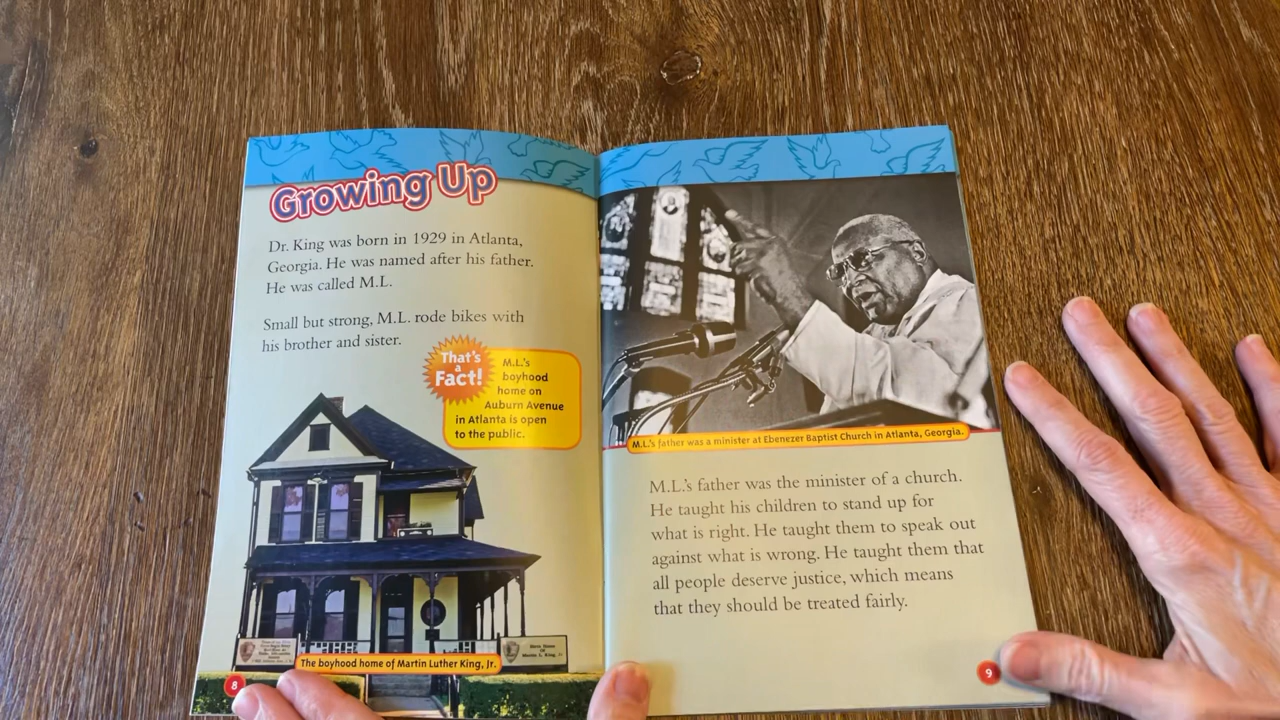 Growing Up
Dr. King was born in 1929 in Atlanta,
Georgia. He was named after his father.
He was called M.L.
Small but strong, M.L. rode bikes with
his brother and sister.
That's
a
Fact!
M.L.'s
boyhood
home on
Auburn Avenue
in Atlanta is open
to the public.
The boyhood home of Martin Luther King, Jr.
8
M.L.'s father was a minister at Ebenezer Baptist Church in Atlanta, Georgia.
M.L.'s father was the minister of a church.
He taught his children to stand up for
what is right. He taught them to speak out
against what is wrong. He taught them that
all people deserve justice, which means
that they should be treated fairly.
9